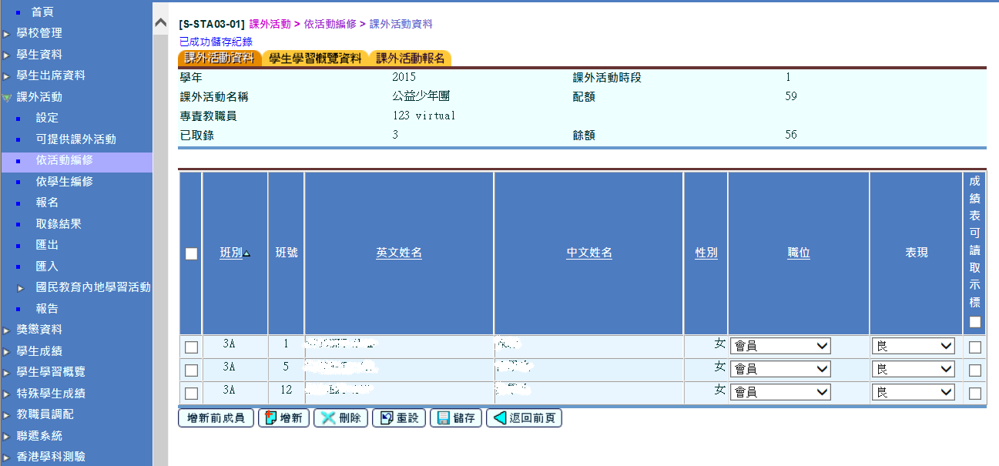 首頁
學校管理
學生資料
學生出席資料
課外活動
設定
可提供課外活動
依活動編修
依學生編修
報名
取錄結果
匯出
匯入
國民教育內地學習活動
報告
獎懲資料
學生成績
學生學習概覽
特殊學生成績
教職員調配
聯遞系統
香港學科測驗
[S-STA03-01] 課外活動 > 依活動編修 > 課外活動資料
已成功儲存紀錄
課外活動資料 學生學習概覽資料 課外活動報名
學年 2015 課外活動時段 1
課外活動名稱 公益少年團 配額 59
專責教職員 123 virtual
已取錄 3 餘額 56
班別 班號 英文姓名 中文姓名 性別 職位 表現 成績表可讀取示標
3A 1 女 會員 良
3A 5 女 會員 良
3A 12 女 會員 良
增新前成員 增新 刪除 重設 儲存 返回前頁